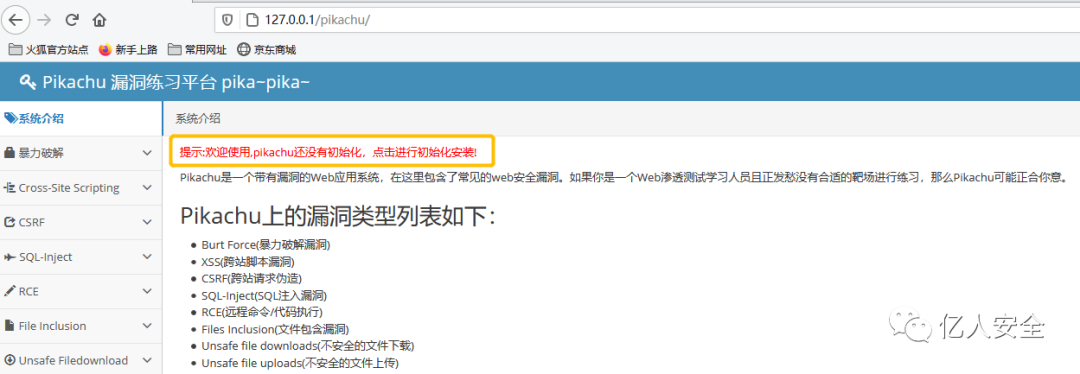 127.0.0.1/pikachu/
火狐官方站点 新手上路 常用网址 京东商城
Pikachu 漏洞练习平台 pika~pika~
系统介绍
系统介绍
暴力破解
Cross-Site Scripting
CSRF
SQL-Inject
RCE
File Inclusion
Unsafe Filedownload
提示:欢迎使用,pikachu还没有初始化，点击进行初始化安装!
Pikachu是一个带有漏洞的Web应用系统，在这里包含了常见的web安全漏洞。如果你是一个Web渗透测试学习人员且正发愁没有合适的靶场进行练习，那么Pikachu可能正合你意。
Pikachu上的漏洞类型列表如下：
Burt Force(暴力破解漏洞)
XSS(跨站脚本漏洞)
CSRF(跨站请求伪造)
SQL-Inject(SQL注入漏洞)
RCE(远程命令/代码执行)
Files Inclusion(文件包含漏洞)
Unsafe file downloads(不安全的文件下载)
Unsafe file uploads(不安全的文件上传)
亿人安全